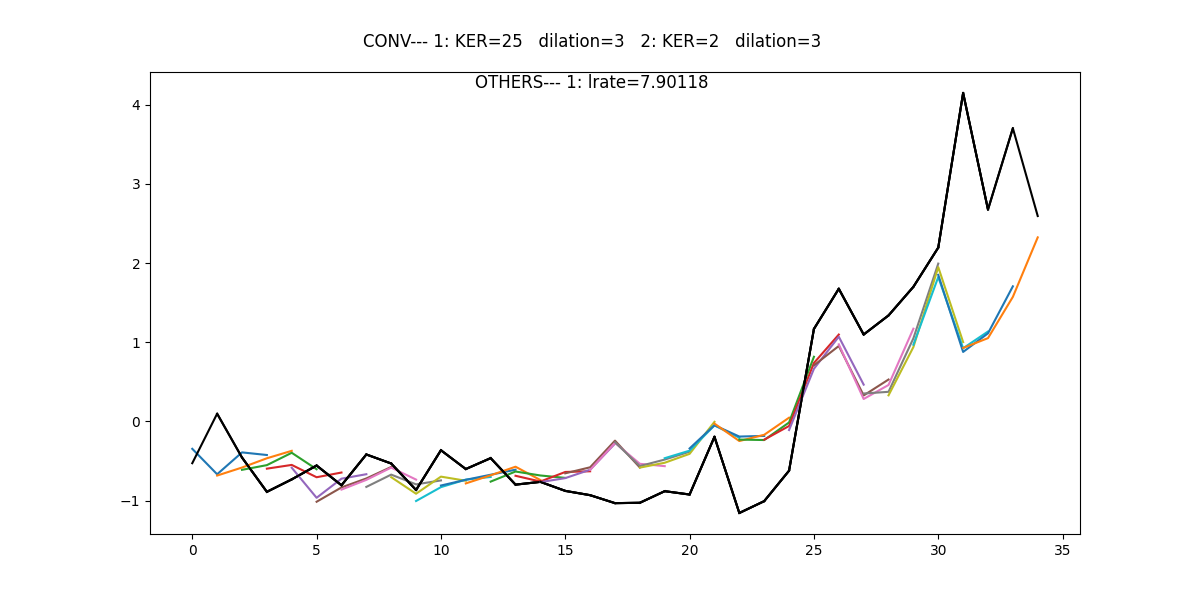 CONV--- 1: KER=25   dilation=3   2: KER=2   dilation=3
OTHERS--- 1: lrate=7.90118
4
3
2
1
0
−1
0 5 10 15 20 25 30 35